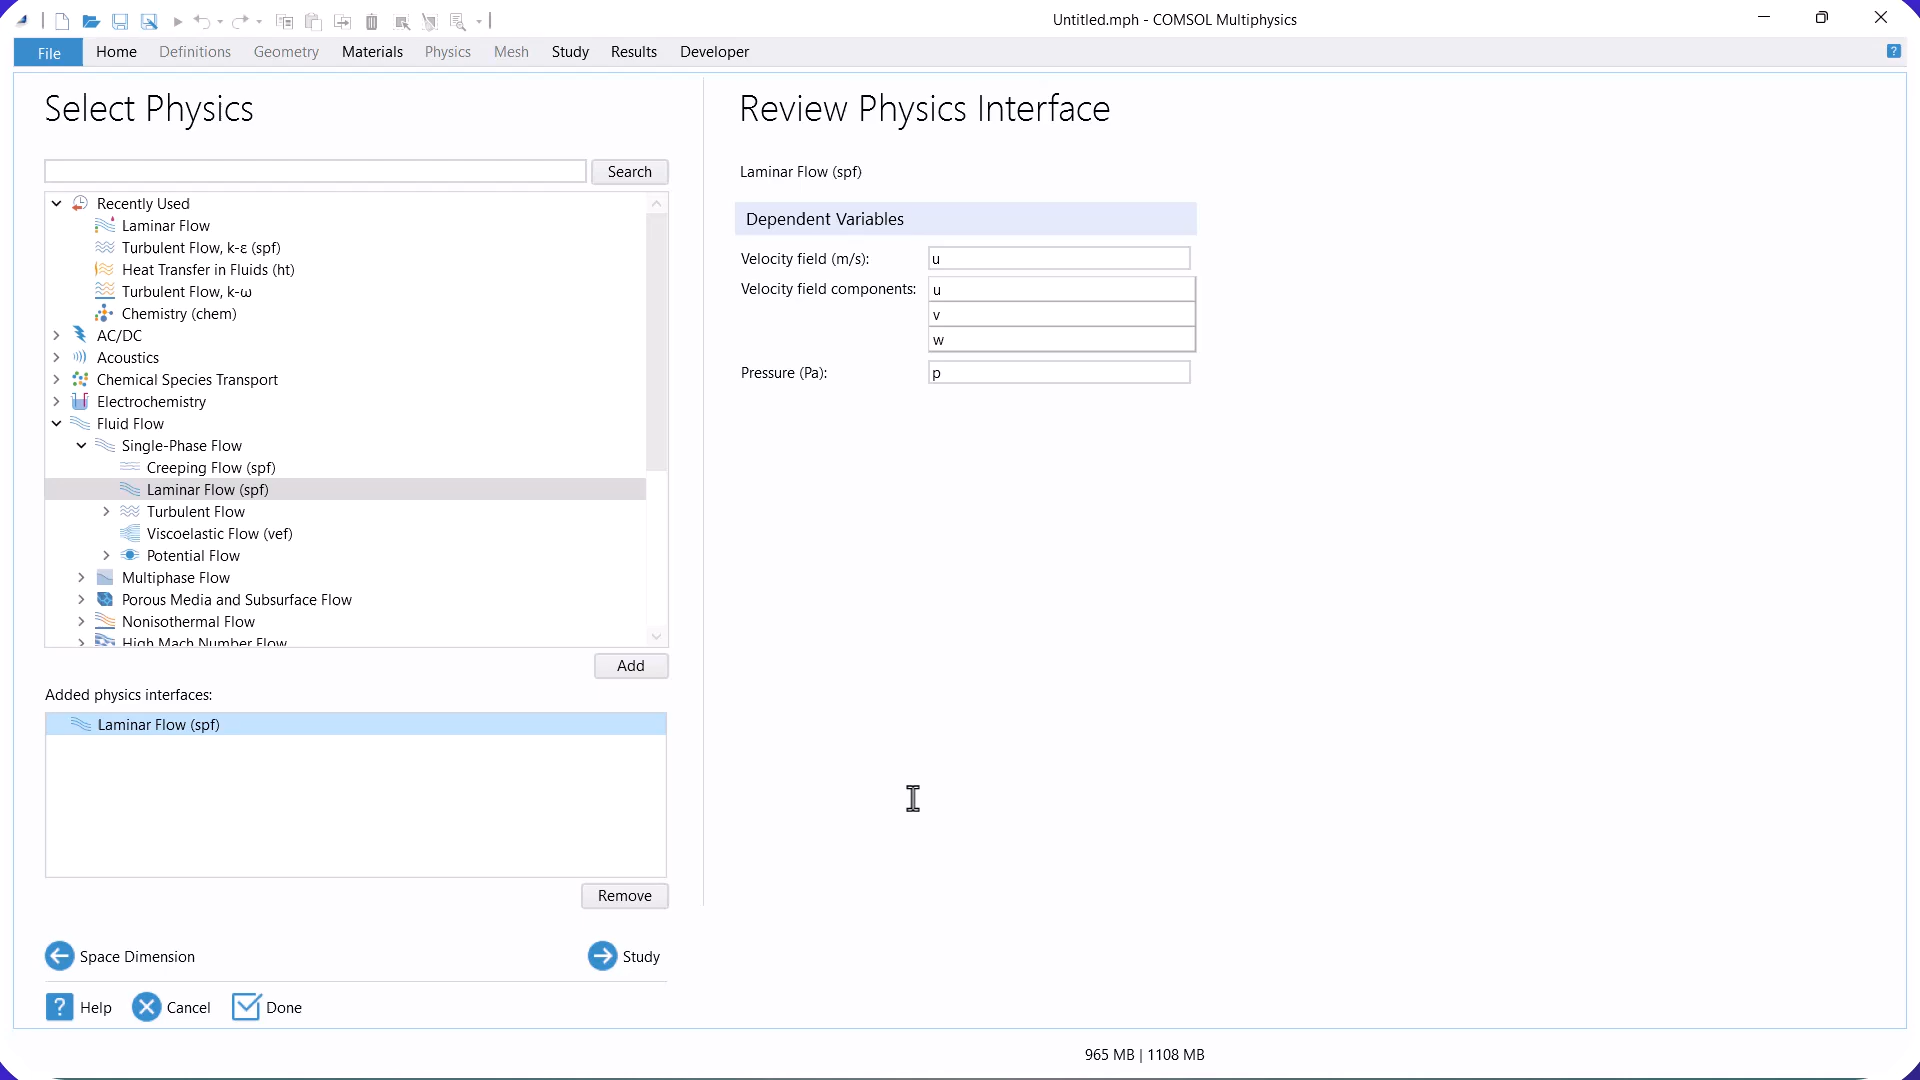 Untitled.mph - COMSOL Multiphysics
File Home Definitions Geometry Materials Physics Mesh Study Results Developer ?
Select Physics
Search
Recently Used
Laminar Flow
Turbulent Flow, k-ε (spf)
Heat Transfer in Fluids (ht)
Turbulent Flow, k-ω
Chemistry (chem)
AC/DC
Acoustics
Chemical Species Transport
Electrochemistry
Fluid Flow
Single-Phase Flow
Creeping Flow (spf)
Laminar Flow (spf)
Turbulent Flow
Viscoelastic Flow (vef)
Potential Flow
Multiphase Flow
Porous Media and Subsurface Flow
Nonisothermal Flow
High Mach Number Flow
Add
Added physics interfaces:
Laminar Flow (spf)
Remove
Space Dimension
Study
? Help Cancel Done
Review Physics Interface
Laminar Flow (spf)
Dependent Variables
Velocity field (m/s): u
Velocity field components: u
v
w
Pressure (Pa): p
965 MB | 1108 MB